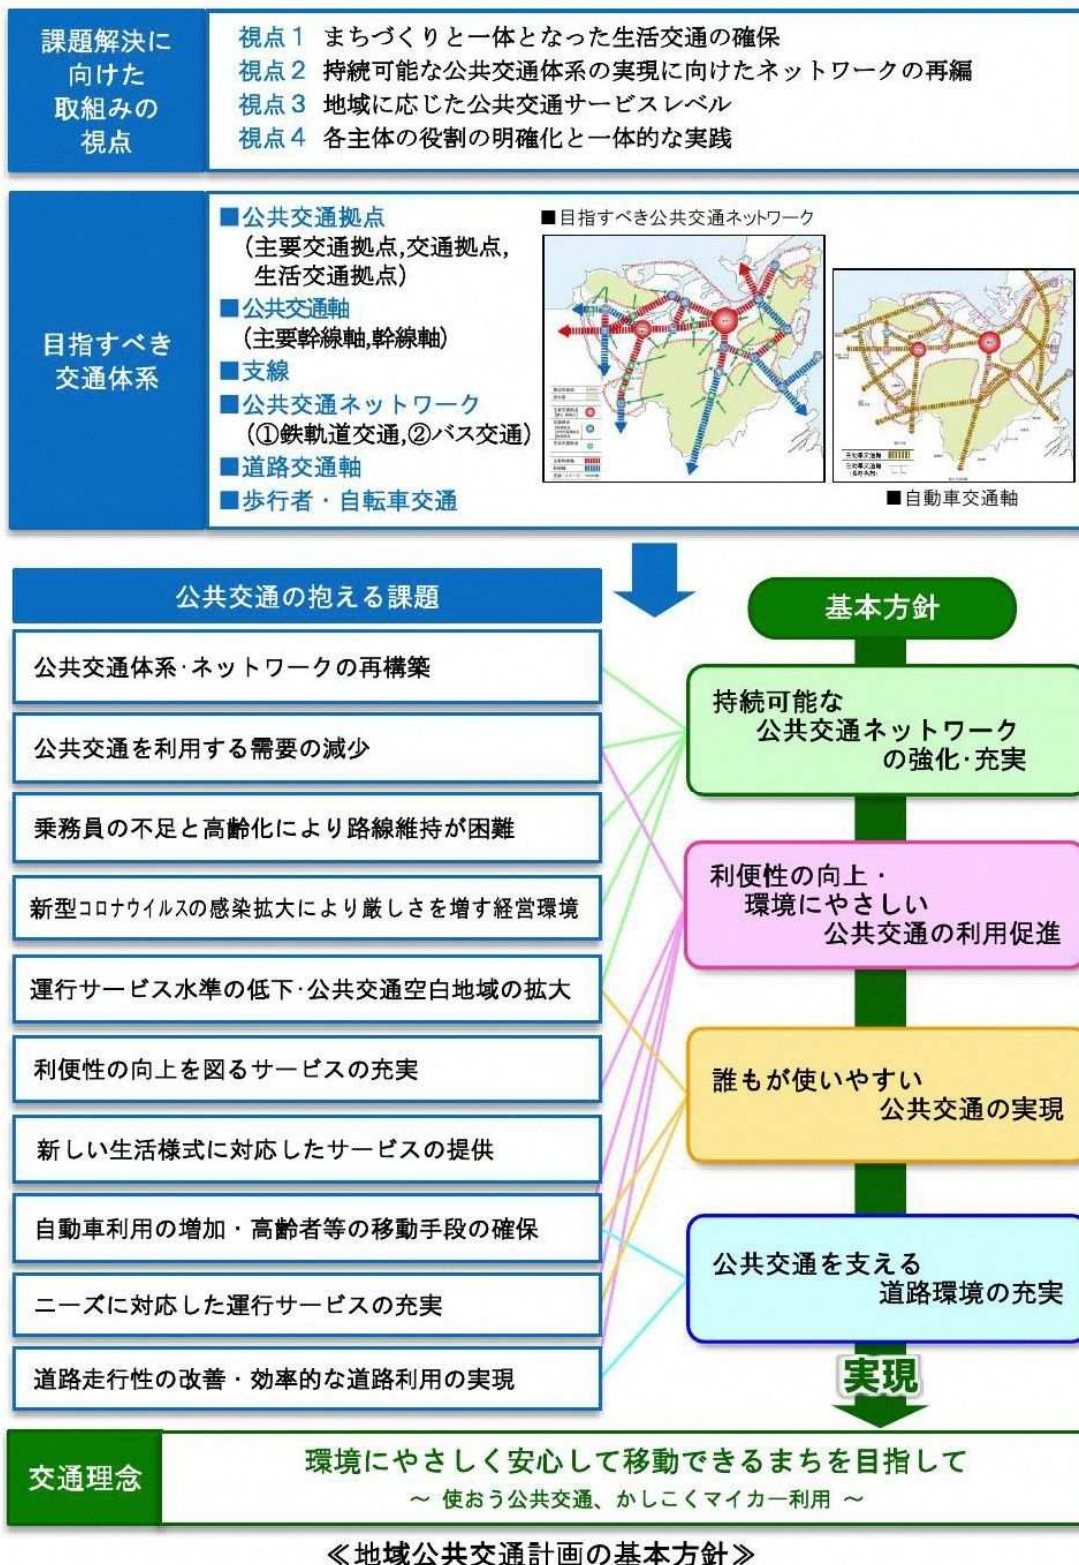 課題解決に
向けた
取組みの
視点
視点1 まちづくりと一体となった生活交通の確保
視点2 持続可能な公共交通体系の実現に向けたネットワークの再編
視点3 地域に応じた公共交通サービスレベル
視点4 各主体の役割の明確化と一体的な実践
目指すべき
交通体系
■公共交通拠点
(主要交通拠点,交通拠点,
生活交通拠点)
■公共交通軸
(主要幹線軸,幹線軸)
■支線
■公共交通ネットワーク
(①鉄軌道交通,②バス交通)
■道路交通軸
■歩行者・自転車交通
■目指すべき公共交通ネットワーク
■自動車交通軸
公共交通の抱える課題
公共交通体系・ネットワークの再構築
公共交通を利用する需要の減少
乗務員の不足と高齢化により路線維持が困難
新型コロナウイルスの感染拡大により厳しさを増す経営環境
運行サービス水準の低下・公共交通空白地域の拡大
利便性の向上を図るサービスの充実
新しい生活様式に対応したサービスの提供
自動車利用の増加・高齢者等の移動手段の確保
ニーズに対応した運行サービスの充実
道路走行性の改善・効率的な道路利用の実現
基本方針
持続可能な
公共交通ネットワーク
の強化・充実
利便性の向上・
環境にやさしい
公共交通の利用促進
誰もが使いやすい
公共交通の実現
公共交通を支える
道路環境の充実
実現
交通理念
環境にやさしく安心して移動できるまちを目指して
～ 使おう公共交通、かしこくマイカー利用 ～
≪地域公共交通計画の基本方針≫